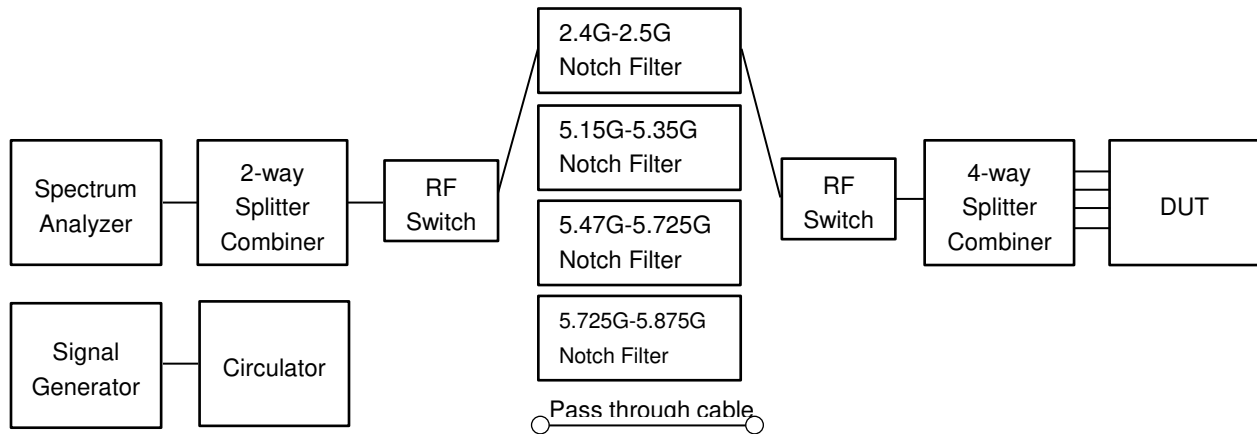 2.4G-2.5G
Notch Filter
5.15G-5.35G
Notch Filter
5.47G-5.725G
Notch Filter
5.725G-5.875G
Notch Filter
Pass through cable
Spectrum
Analyzer
2-way
Splitter
Combiner
RF
Switch
RF
Switch
4-way
Splitter
Combiner
DUT
Signal
Generator
Circulator